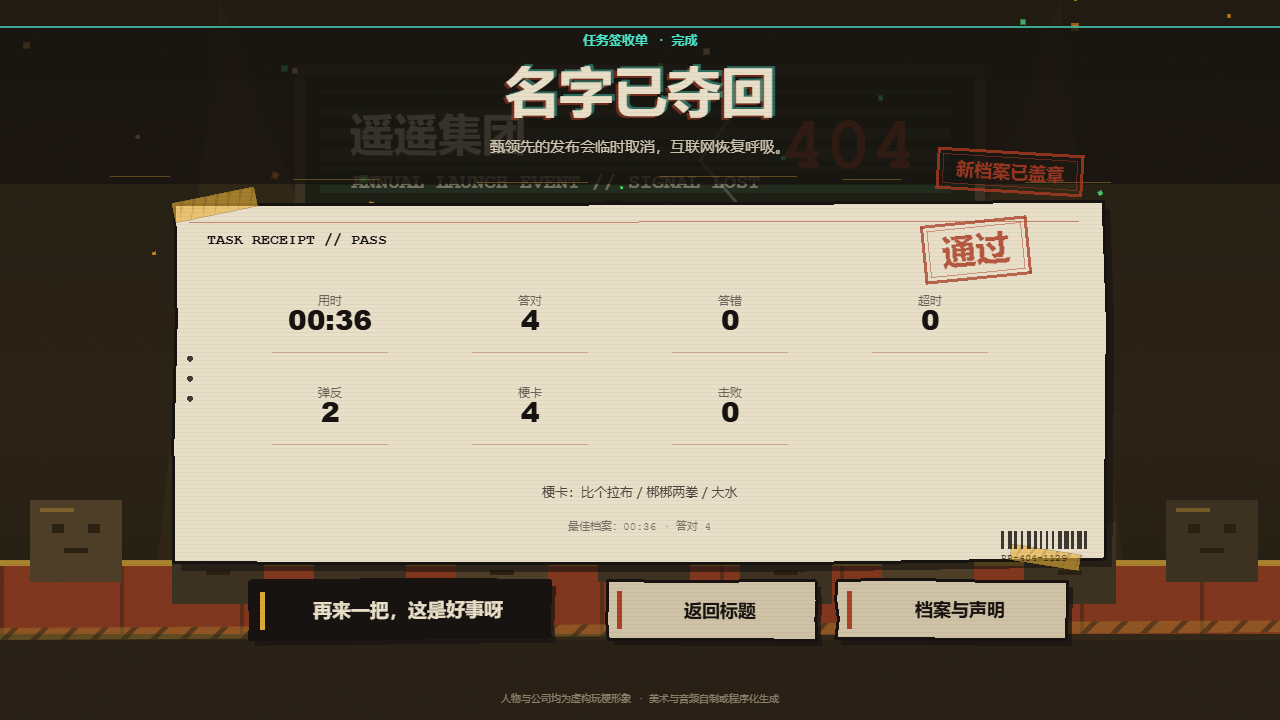 任务签收单 · 完成
名字已夺回
遥遥集团
404
甄领先的发布会临时取消，互联网恢复呼吸。
ANNUAL LAUNCH EVENT // SIGNAL LOST
新档案已盖章
TASK RECEIPT // PASS
通过
用时 答对 答错 超时
00:36 4 0 0
弹反 梗卡 击败
2 4 0
梗卡：比个拉布 / 梆梆两拳 / 大水
最佳档案：00:36 · 答对 4
再来一把，这是好事呀
返回标题
档案与声明
人物与公司均为虚构玩梗形象 · 美术与音频自制或程序化生成